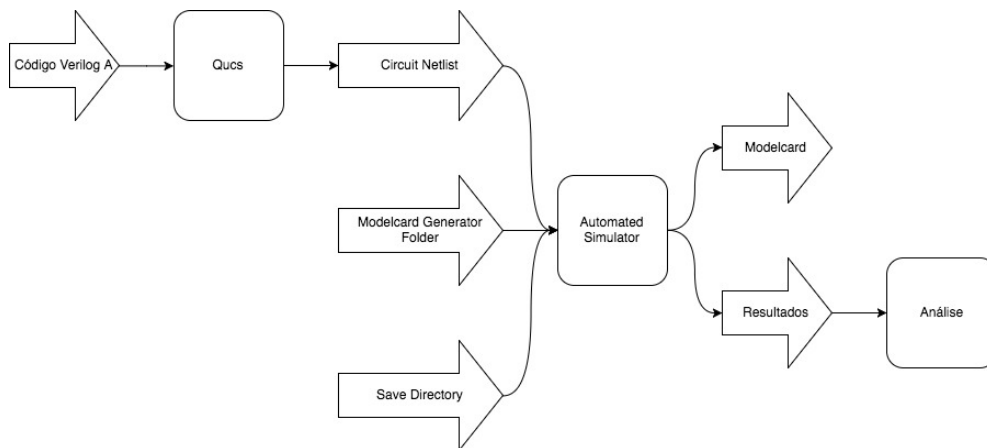 Código Verilog A
Qucs
Circuit Netlist
Modelcard Generator
Folder
Save Directory
Automated
Simulator
Modelcard
Resultados
Análise